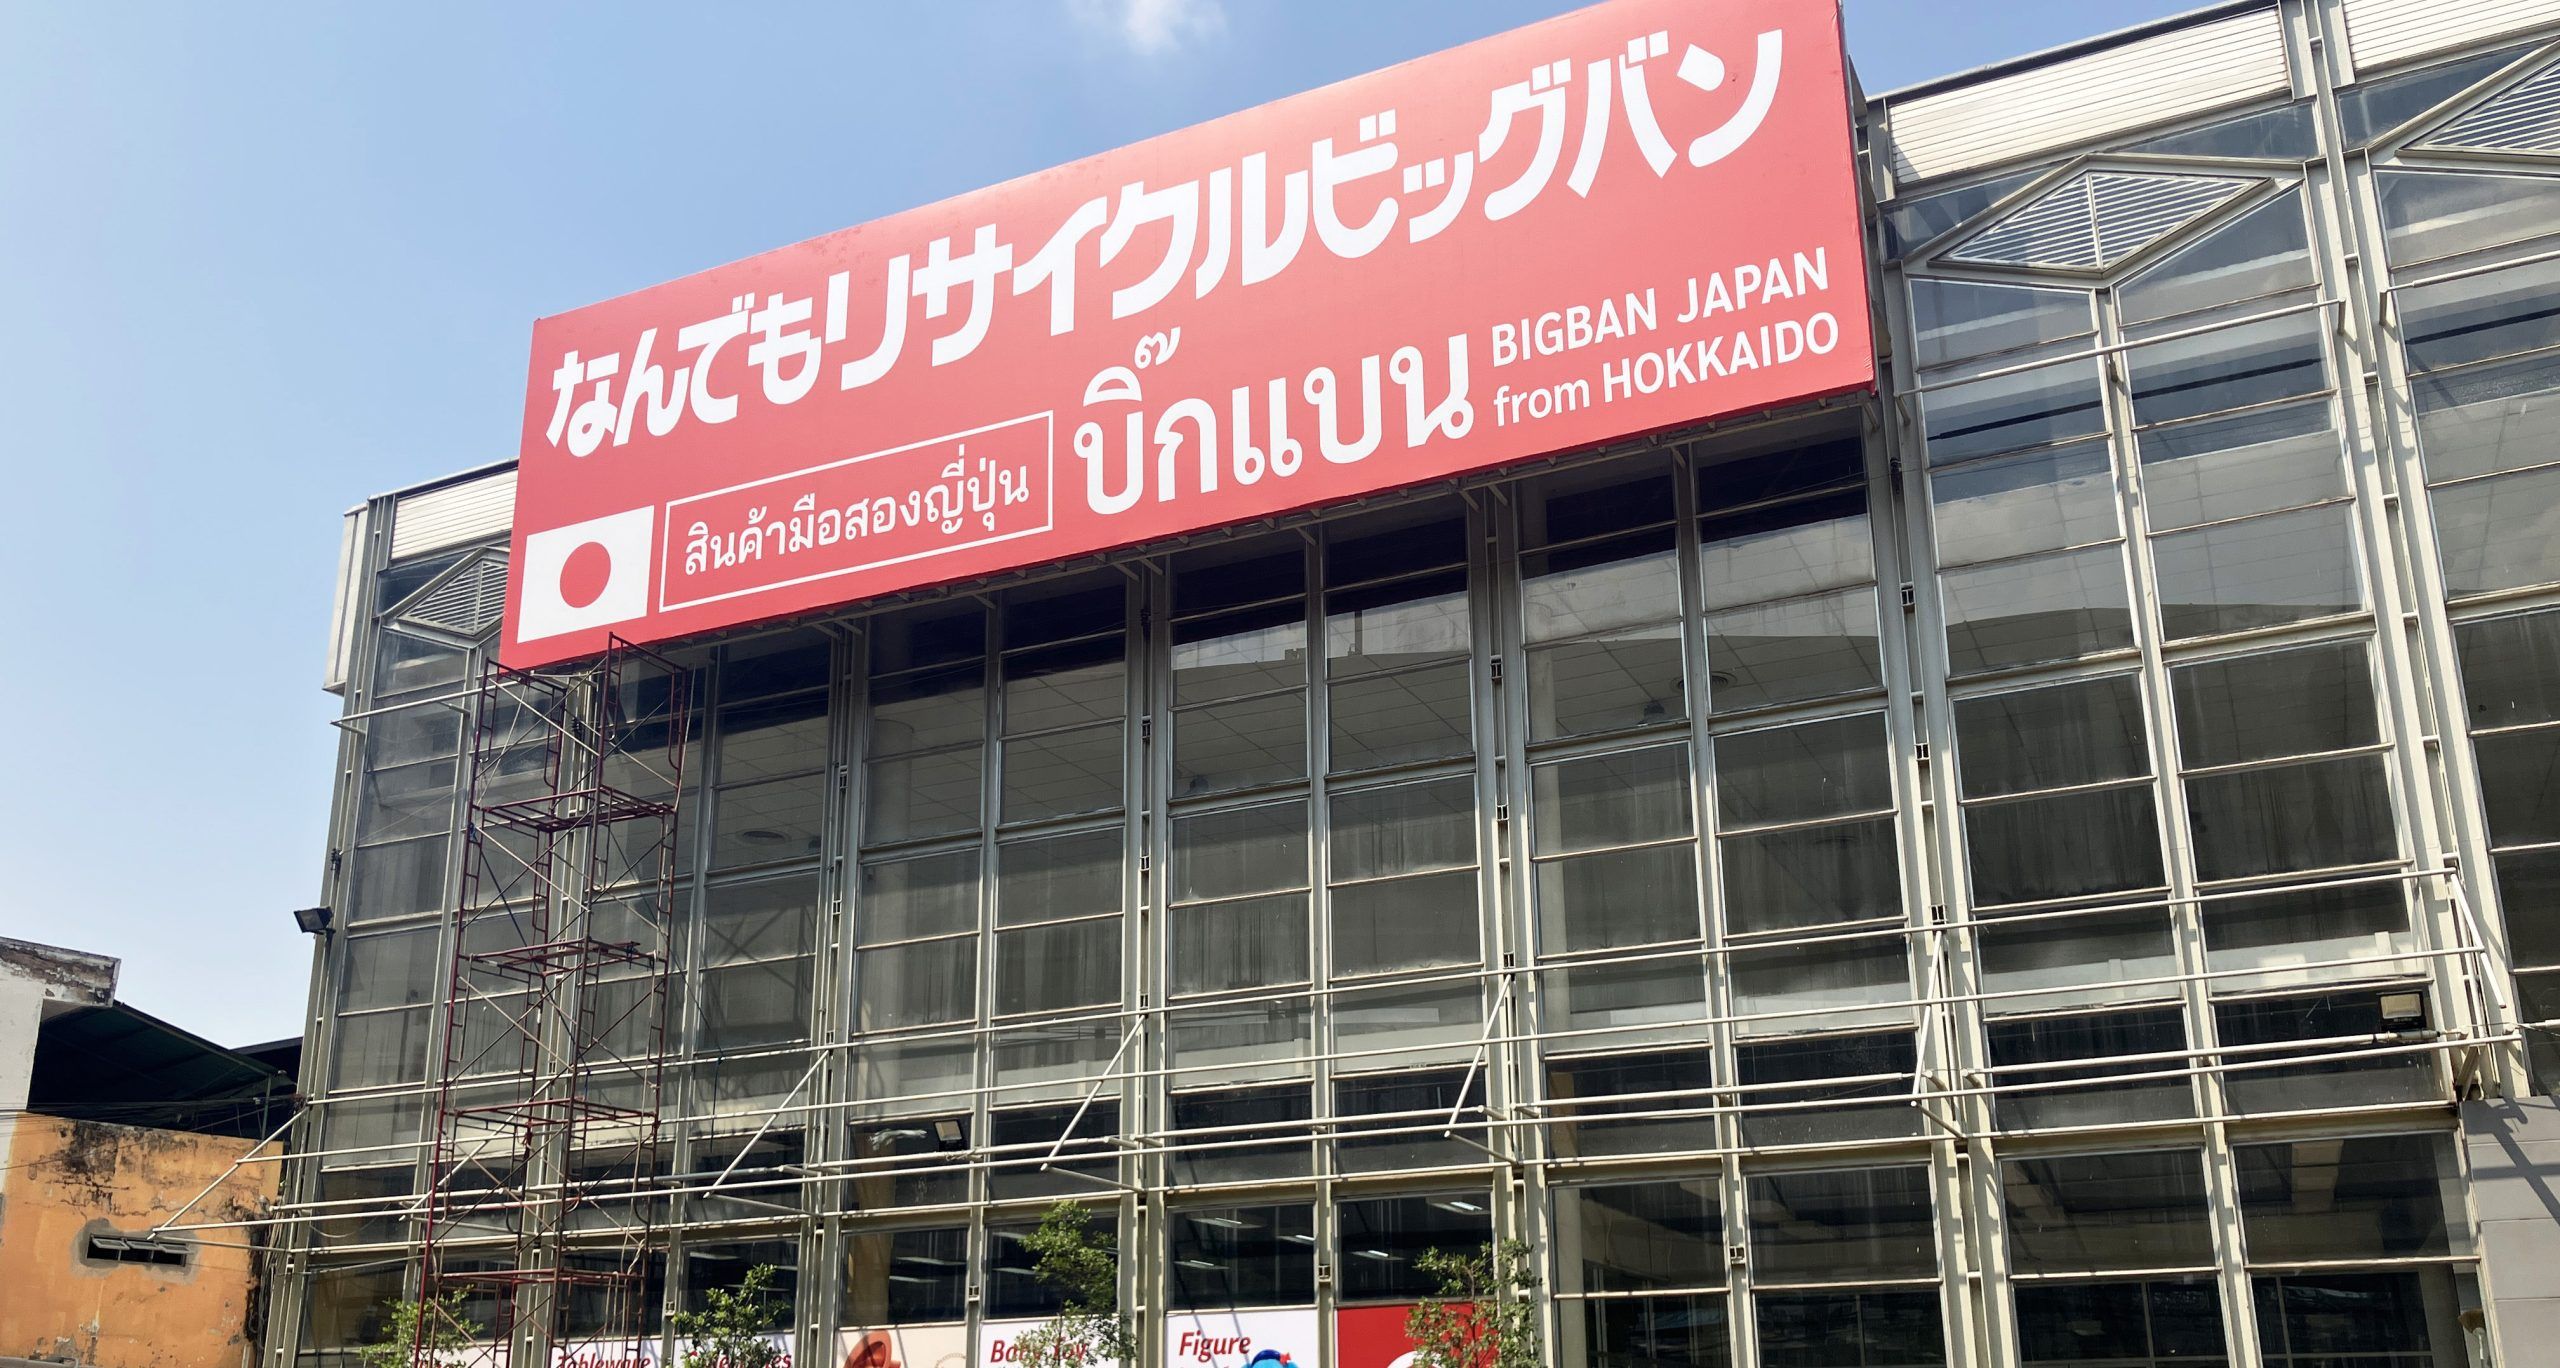 なんでもリサイクルビッグバン
สินค้ามือสองญี่ปุ่น
บิ๊กแบน
BIGBAN JAPAN
from HOKKAIDO
Tableware
Baby Toy
Figure